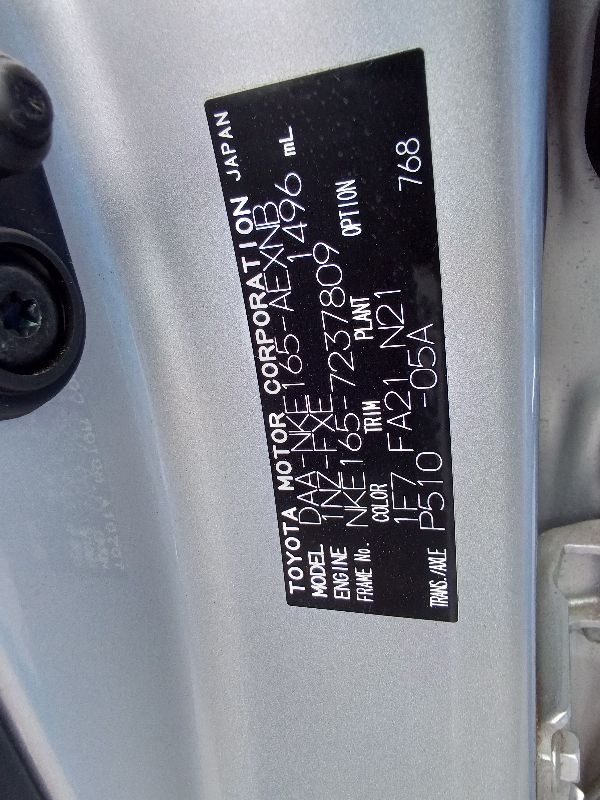 TOYOTA MOTOR CORPORATION JAPAN
MODEL DAA-NKE165-AEXNB
ENGINE 1NZ-FXE 1496 mL
FRAME No. NKE165-7237809
COLOR TRIM PLANT OPTION
1F7 FA21 N21
TRANS./AXLE P510 -05A 768